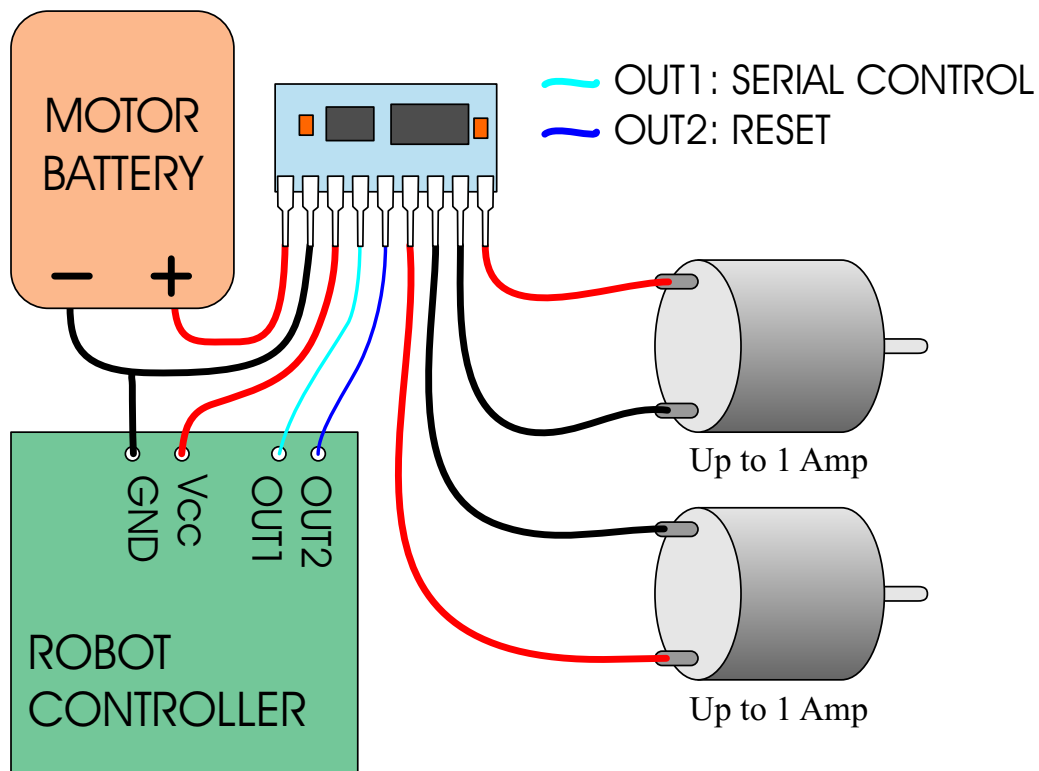 MOTOR
BATTERY
OUT1: SERIAL CONTROL
OUT2: RESET
Up to 1 Amp
GND
Vcc
OUT1
OUT2
ROBOT
CONTROLLER
Up to 1 Amp